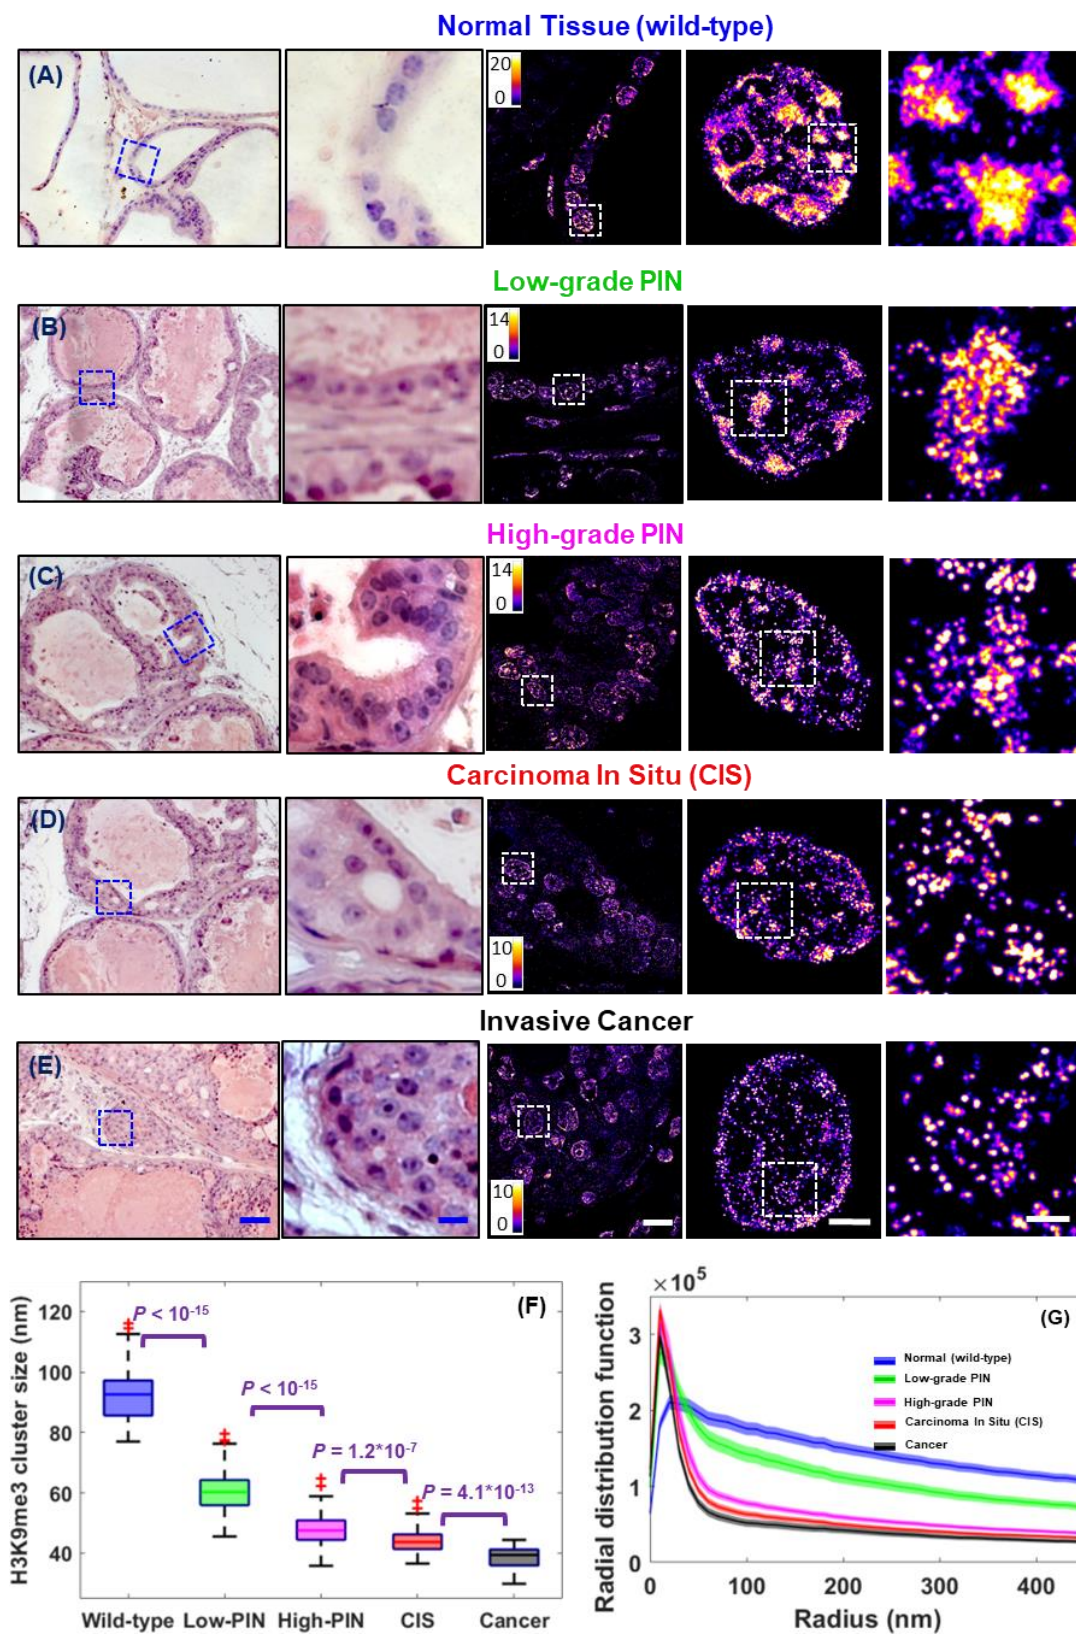 Normal Tissue (wild-type)
(A)
20
0
Low-grade PIN
(B)
14
0
High-grade PIN
(C)
14
0
Carcinoma In Situ (CIS)
(D)
10
0
Invasive Cancer
(E)
10
0
(F)
H3K9me3 cluster size (nm)
120
100
80
60
40
P < 10-15
P < 10-15
P = 1.2*10-7
P = 4.1*10-13
Wild-type Low-PIN High-PIN CIS Cancer
(G)
×105
Radial distribution function
3
2
1
0
Normal (wild-type)
Low-grade PIN
High-grade PIN
Carcinoma In Situ (CIS)
Cancer
0 100 200 300 400
Radius (nm)